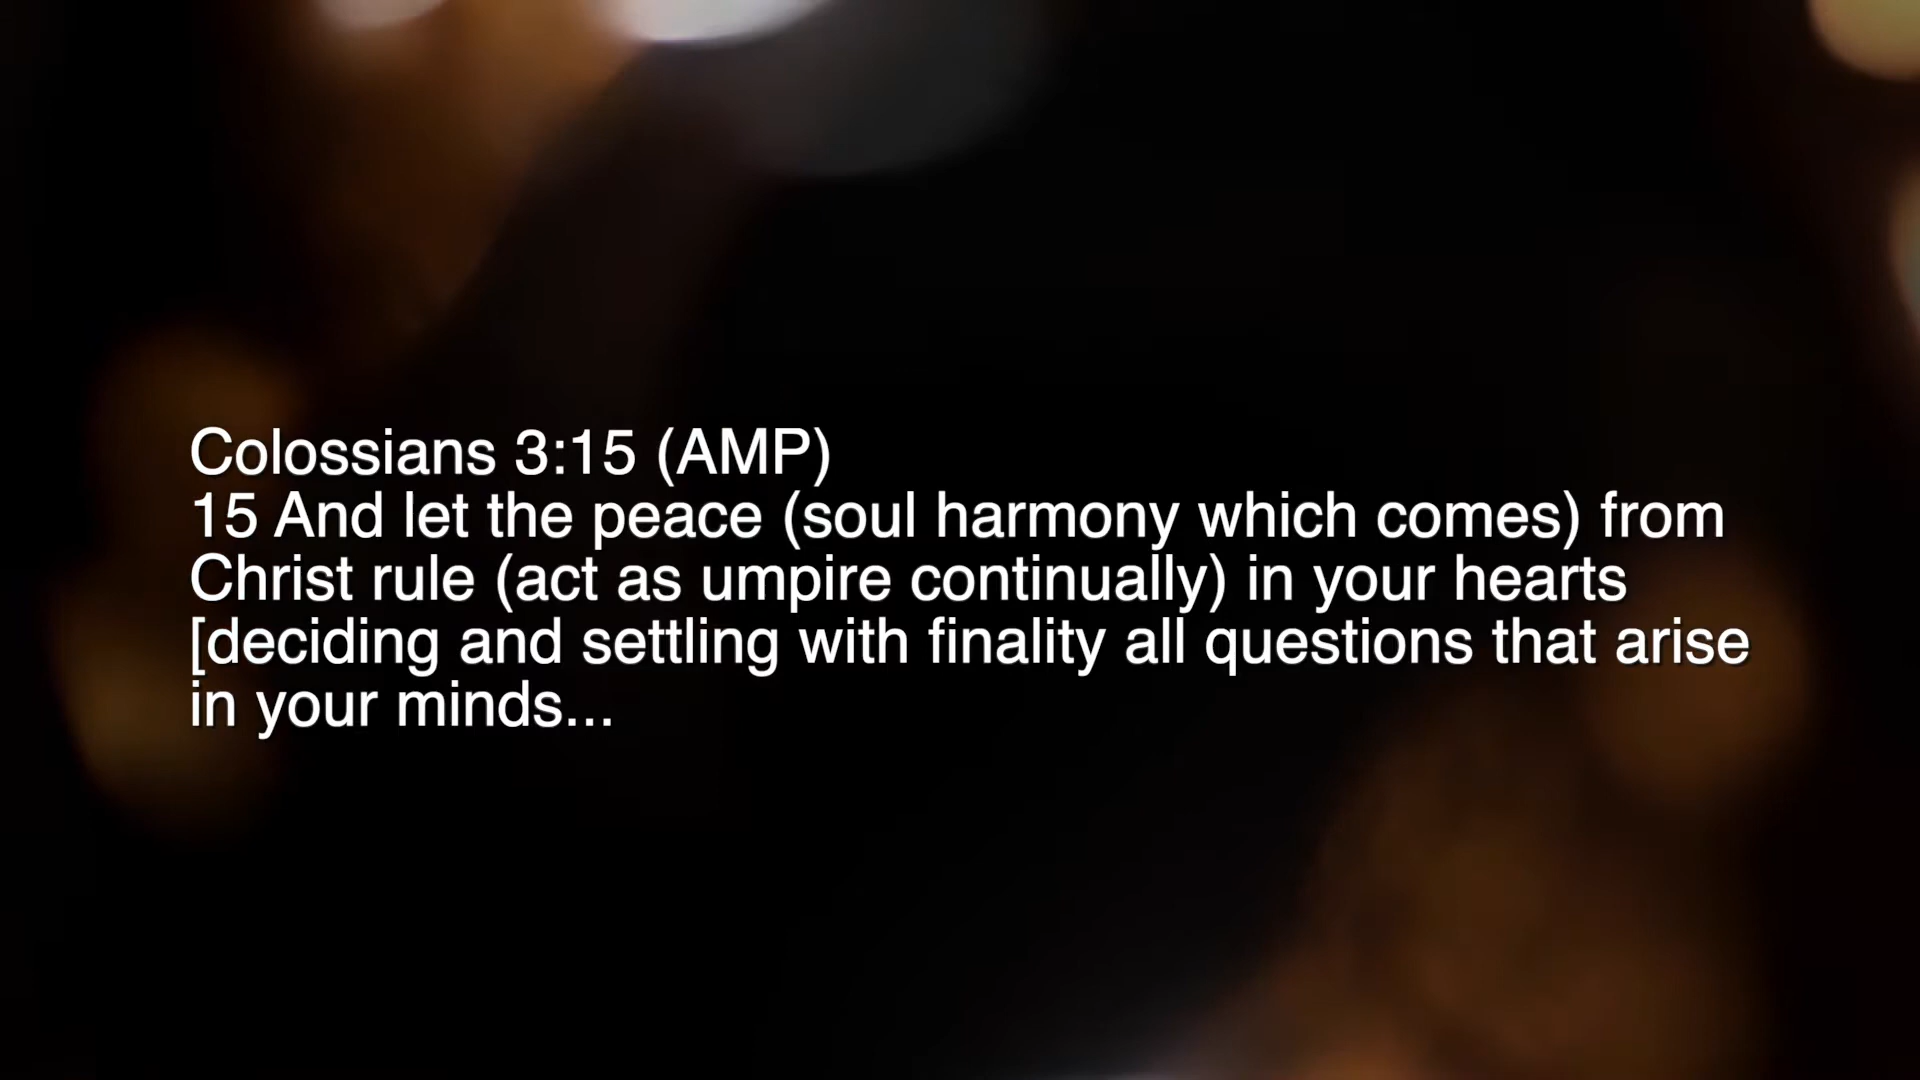 Colossians 3:15 (AMP)
15 And let the peace (soul harmony which comes) from
Christ rule (act as umpire continually) in your hearts
[deciding and settling with finality all questions that arise
in your minds...